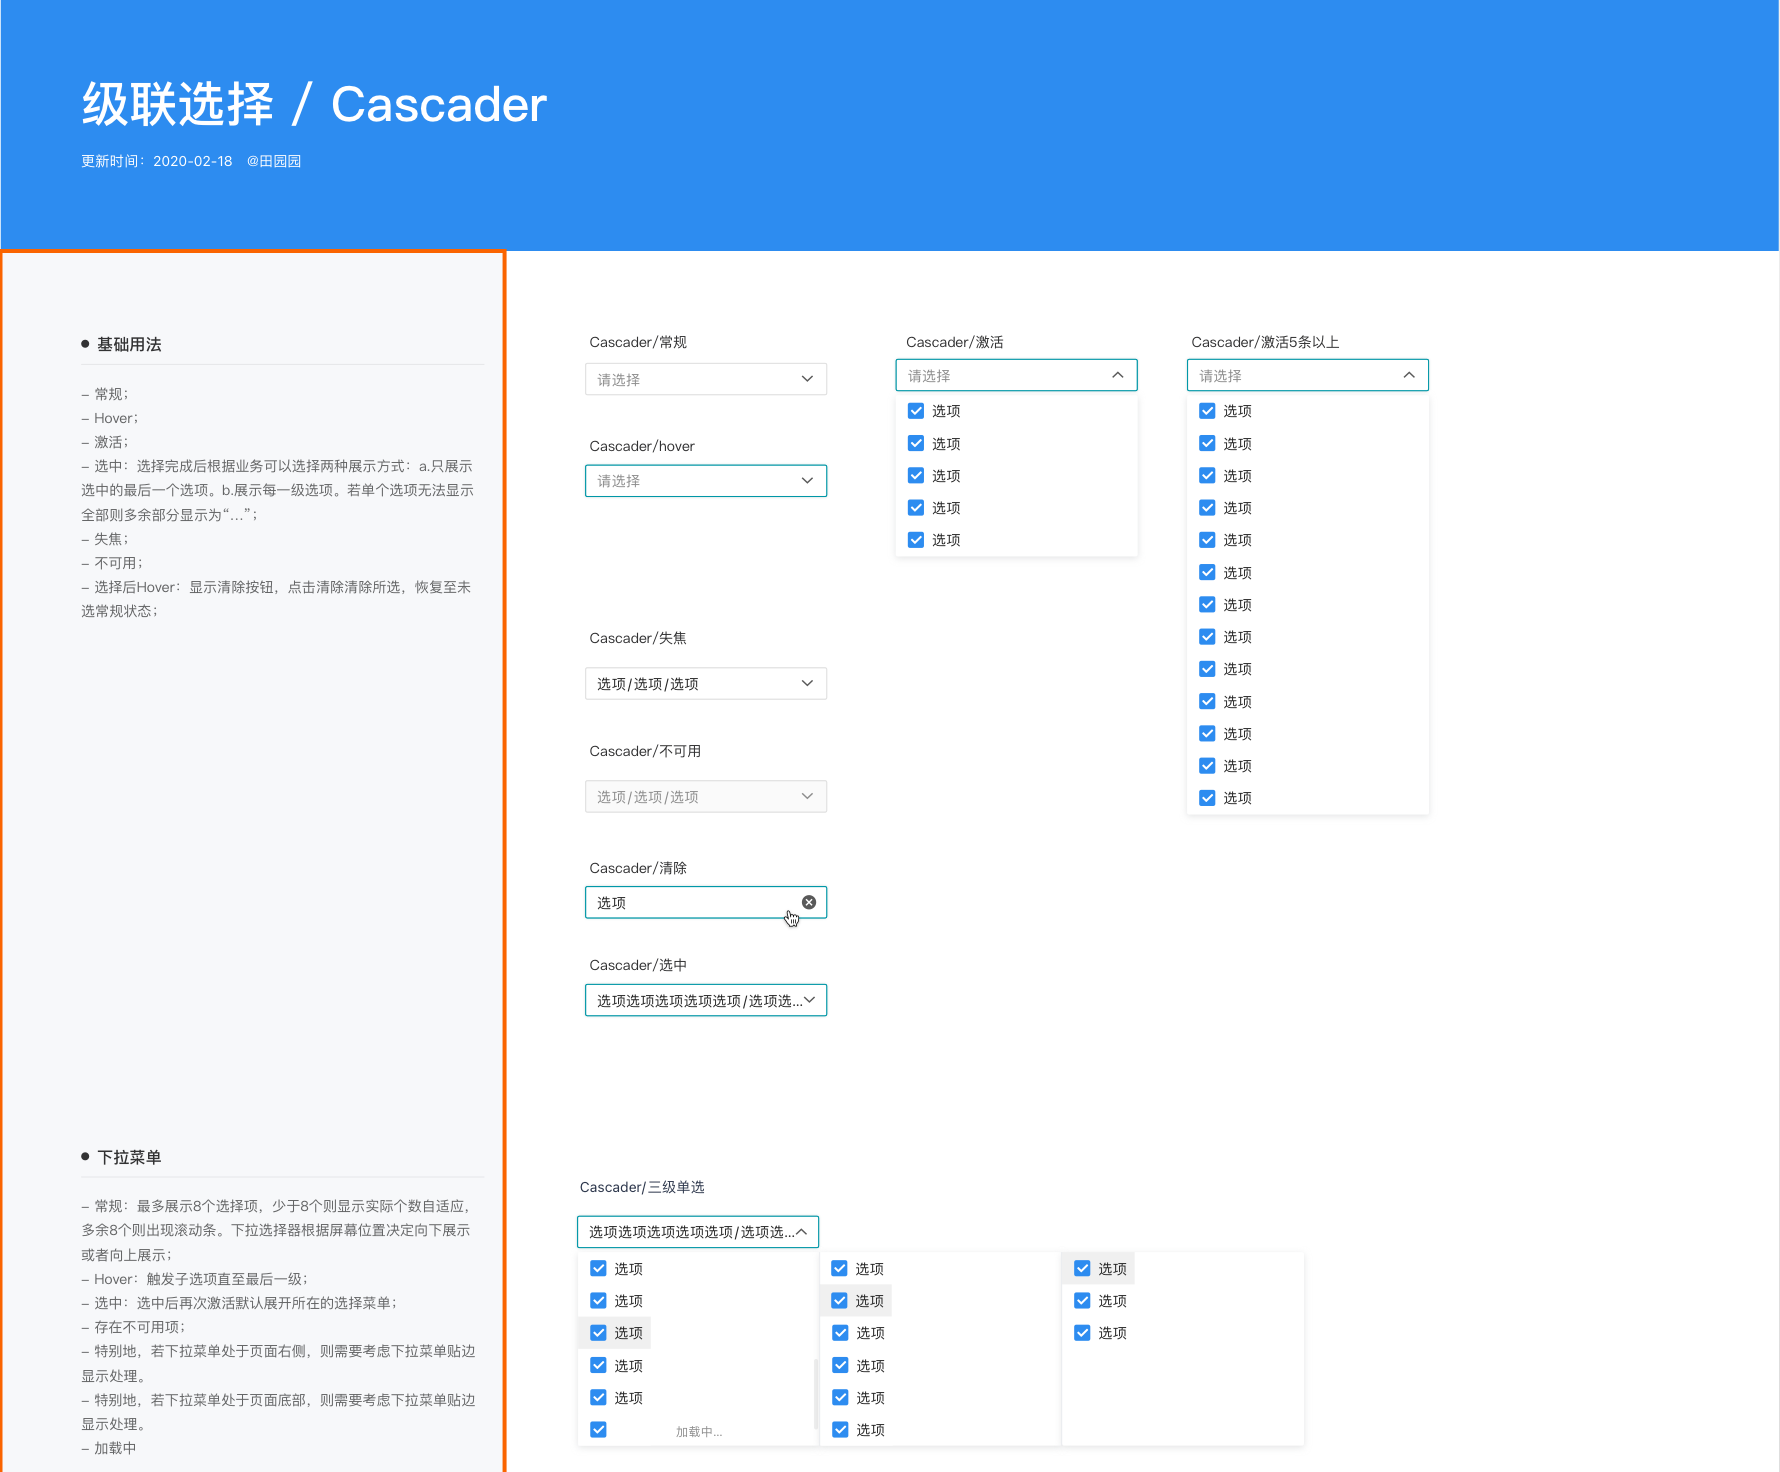 级联选择 / Cascader
更新时间：2020-02-18 @田园园
基础用法
– 常规；
– Hover；
– 激活；
– 选中：选择完成后根据业务可以选择两种展示方式：a.只展示
选中的最后一个选项。b.展示每一级选项。若单个选项无法显示
全部则多余部分显示为“...”；
– 失焦；
– 不可用；
– 选择后Hover：显示清除按钮，点击清除清除所选，恢复至未
选常规状态；
Cascader/常规
请选择
Cascader/hover
请选择
Cascader/失焦
选项/选项/选项
Cascader/不可用
选项/选项/选项
Cascader/清除
选项
Cascader/选中
选项选项选项选项选项/选项选...
Cascader/激活
请选择
选项
选项
选项
选项
选项
Cascader/激活5条以上
请选择
选项
选项
选项
选项
选项
选项
选项
选项
选项
选项
选项
选项
选项
下拉菜单
– 常规：最多展示8个选择项，少于8个则显示实际个数自适应，
多余8个则出现滚动条。下拉选择器根据屏幕位置决定向下展示
或者向上展示；
– Hover：触发子选项直至最后一级；
– 选中：选中后再次激活默认展开所在的选择菜单；
– 存在不可用项；
– 特别地，若下拉菜单处于页面右侧，则需要考虑下拉菜单贴边
显示处理。
– 特别地，若下拉菜单处于页面底部，则需要考虑下拉菜单贴边
显示处理。
– 加载中
Cascader/三级单选
选项选项选项选项选项/选项选...
选项
选项
选项
选项
选项
加载中...
选项
选项
选项
选项
选项
选项
选项
选项
选项